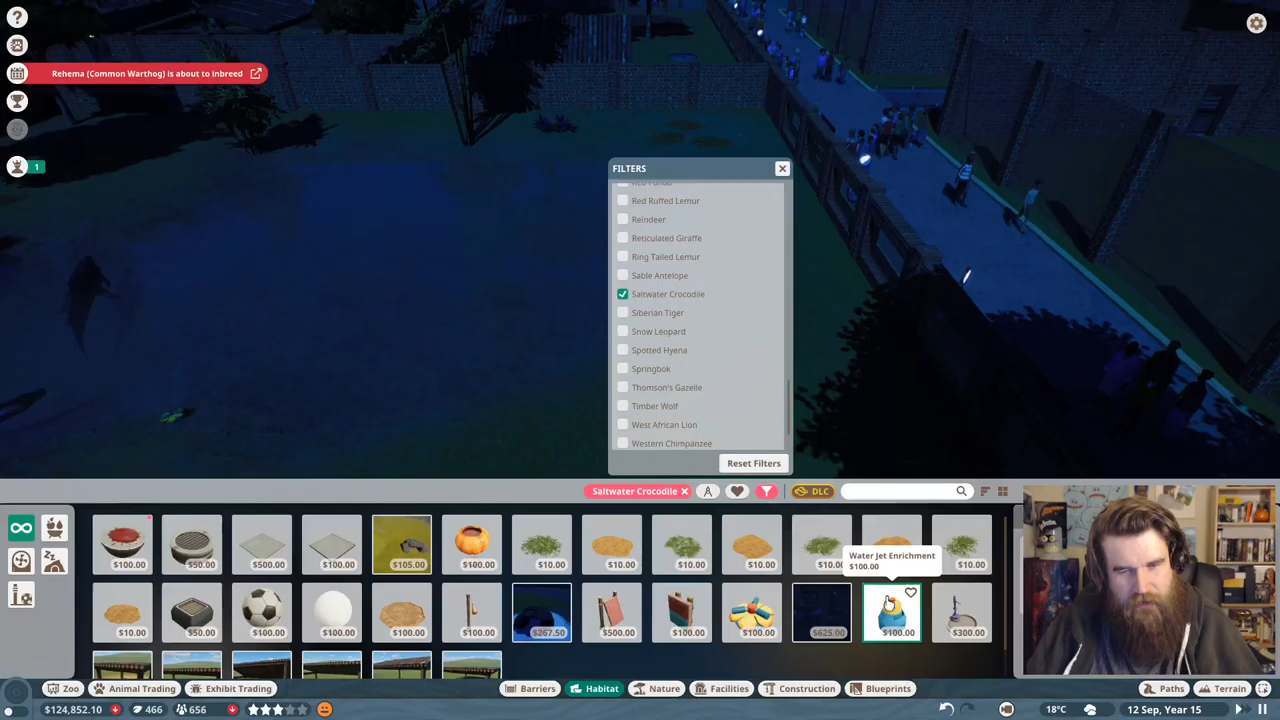 ?
Rehema (Common Warthog) is about to inbreed
1
FILTERS
Red Panda
Red Ruffed Lemur
Reindeer
Reticulated Giraffe
Ring Tailed Lemur
Sable Antelope
Saltwater Crocodile
Siberian Tiger
Snow Leopard
Spotted Hyena
Springbok
Thomson's Gazelle
Timber Wolf
West African Lion
Western Chimpanzee
Reset Filters
Saltwater Crocodile
DLC
$100.00 $50.00 $500.00 $100.00 $105.00 $100.00 $10.00 $10.00 $10.00 $10.00 $10.00 $10.00
Water Jet Enrichment
$100.00
$10.00 $50.00 $100.00 $100.00 $100.00 $100.00 $267.50 $500.00 $100.00 $100.00 $625.00 $100.00 $300.00
Zoo Animal Trading Exhibit Trading Barriers Habitat Nature Facilities Construction Blueprints Paths Terrain
$124,852.10 466 656 18°C 12 Sep, Year 15